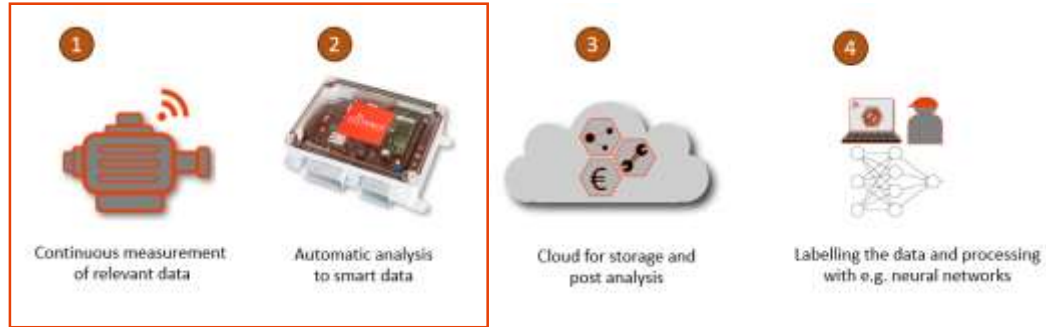 1
2
3
4
€
Continuous measurement
of relevant data
Automatic analysis
to smart data
Cloud for storage and
post analysis
Labelling the data and processing
with e.g. neural networks